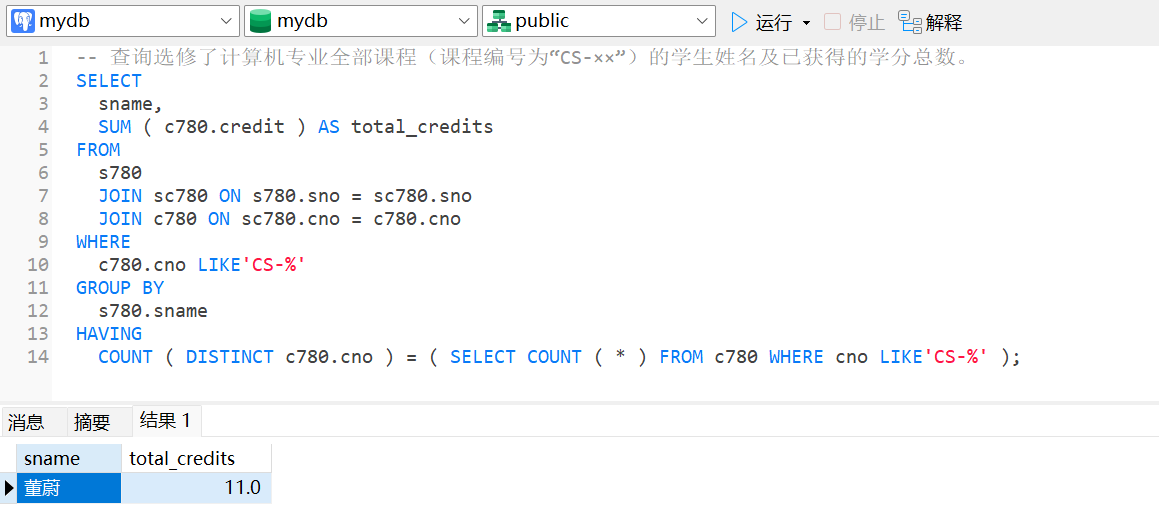 mydb mydb public 运行 停止 解释
1 -- 查询选修了计算机专业全部课程（课程编号为“CS-××”）的学生姓名及已获得的学分总数。
2 SELECT
3 sname,
4 SUM ( c780.credit ) AS total_credits
5 FROM
6 s780
7 JOIN sc780 ON s780.sno = sc780.sno
8 JOIN c780 ON sc780.cno = c780.cno
9 WHERE
10 c780.cno LIKE'CS-%'
11 GROUP BY
12 s780.sname
13 HAVING
14 COUNT ( DISTINCT c780.cno ) = ( SELECT COUNT ( * ) FROM c780 WHERE cno LIKE'CS-%' );
消息 摘要 结果 1
sname total_credits
董蔚 11.0